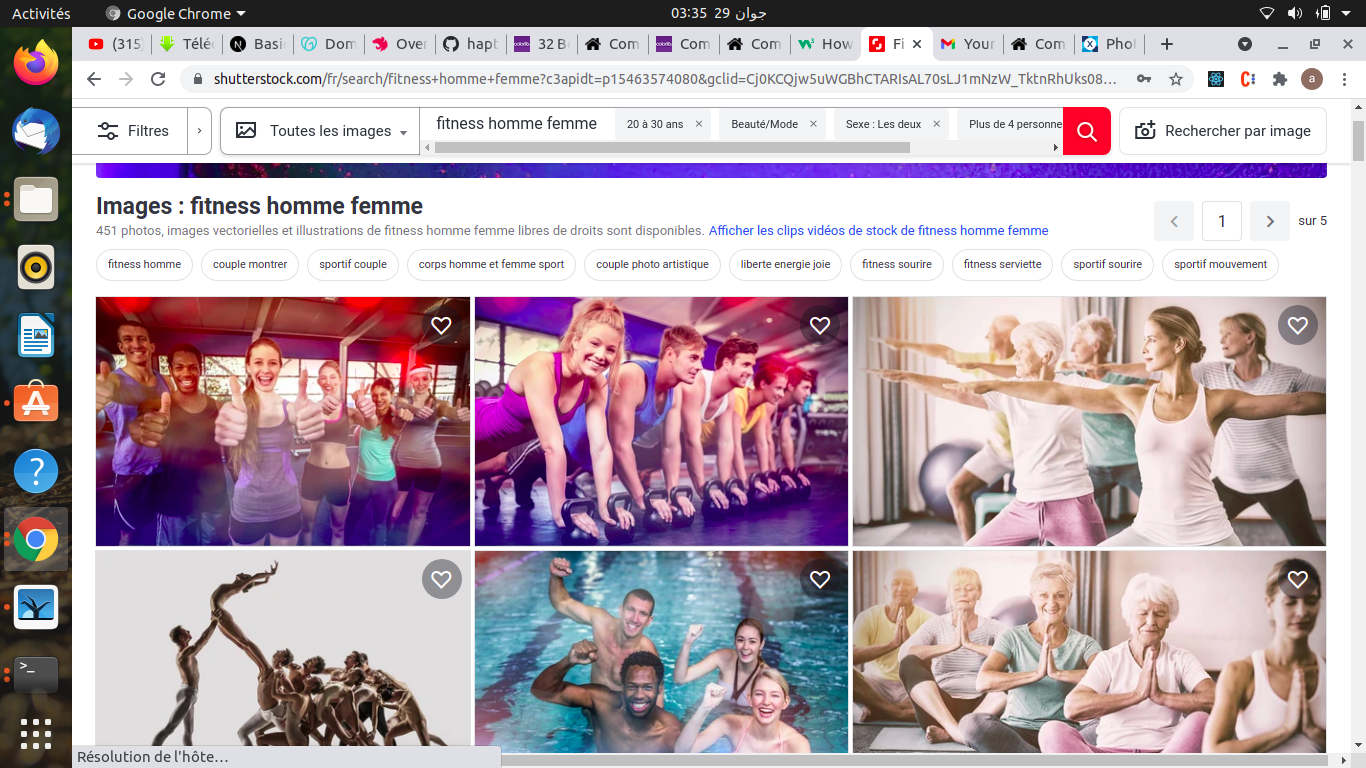 Activités
Google Chrome
جوان 29 03:35
(315)
Téléc
Basi
Dom
Over
hapt
32 Be
Com
Com
Com
How
Fi
Your
Com
Phot
shutterstock.com/fr/search/fitness+homme+femme?c3apidt=p15463574080&gclid=Cj0KCQjw5uWGBhCTARIsAL70sLJ1mNzW_TktnRhUks08...
Filtres
Toutes les images
fitness homme femme
20 à 30 ans ×
Beauté/Mode ×
Sexe : Les deux ×
Plus de 4 personne
Rechercher par image
Images : fitness homme femme
451 photos, images vectorielles et illustrations de fitness homme femme libres de droits sont disponibles. Afficher les clips vidéos de stock de fitness homme femme
1 sur 5
fitness homme
couple montrer
sportif couple
corps homme et femme sport
couple photo artistique
liberte energie joie
fitness sourire
fitness serviette
sportif sourire
sportif mouvement
Résolution de l'hôte…